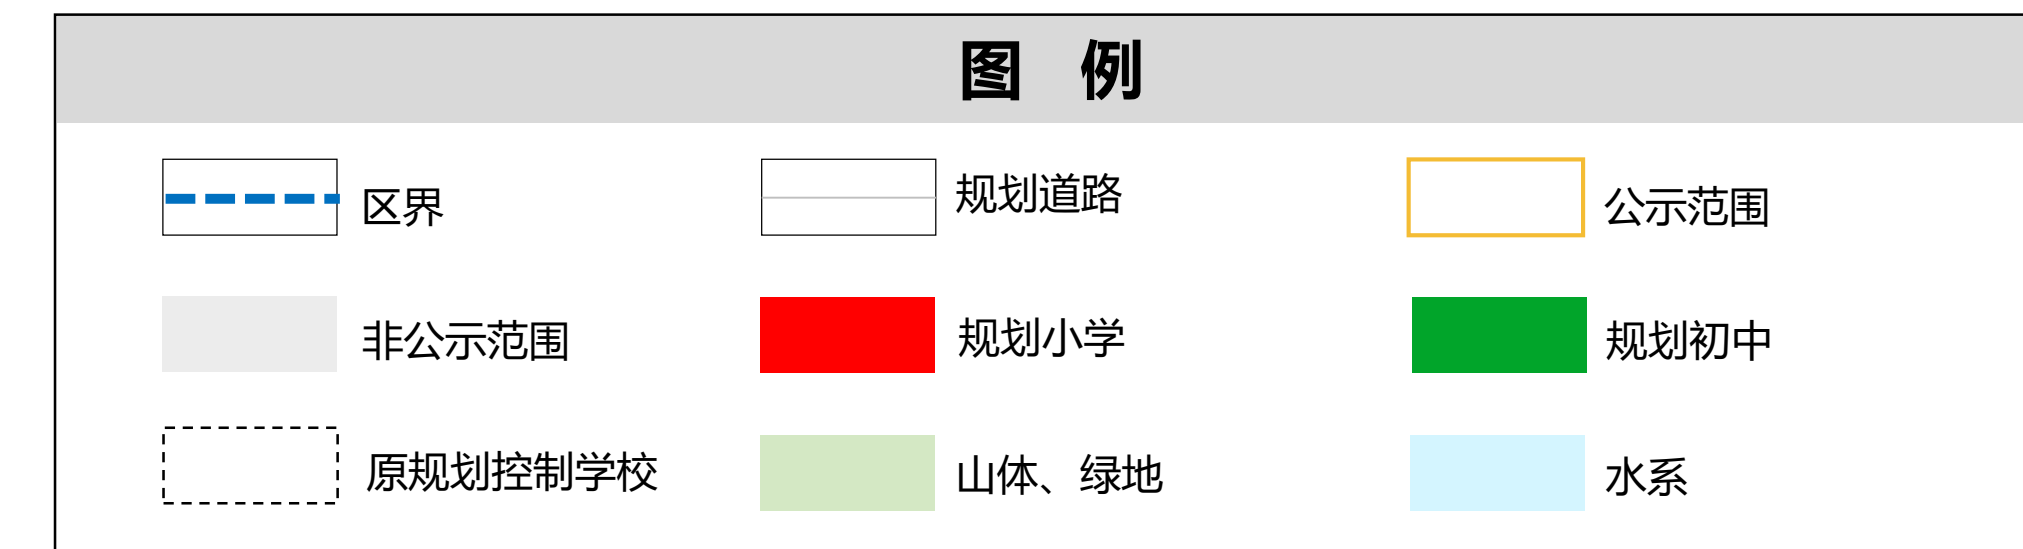 图 例
区界
规划道路
公示范围
非公示范围
规划小学
规划初中
原规划控制学校
山体、绿地
水系